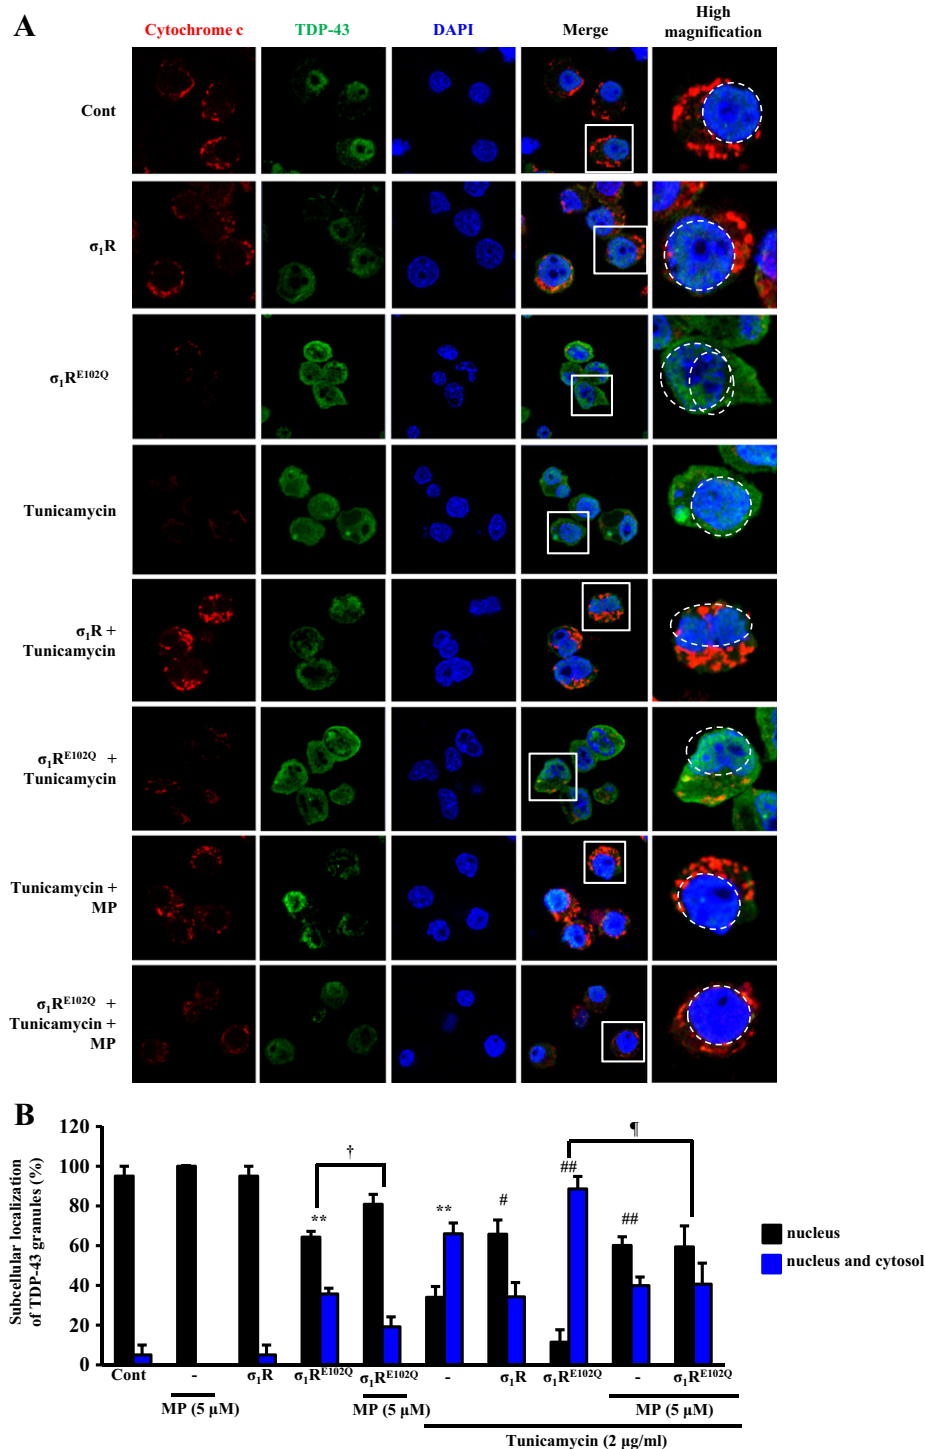 A
Cytochrome c TDP-43 DAPI Merge High magnification
Cont
σ₁R
σ₁Rᴱ¹⁰²Q
Tunicamycin
σ₁R +
Tunicamycin
σ₁Rᴱ¹⁰²Q +
Tunicamycin
Tunicamycin +
MP
σ₁Rᴱ¹⁰²Q +
Tunicamycin +
MP
B
Subcellular localization
of TDP-43 granules (%)
120
100
80
60
40
20
0
** † ** # ## ## ¶
nucleus
nucleus and cytosol
Cont - σ₁R σ₁Rᴱ¹⁰²Q σ₁Rᴱ¹⁰²Q - σ₁R σ₁Rᴱ¹⁰²Q - σ₁Rᴱ¹⁰²Q
MP (5 μM) MP (5 μM) MP (5 μM)
Tunicamycin (2 μg/ml)